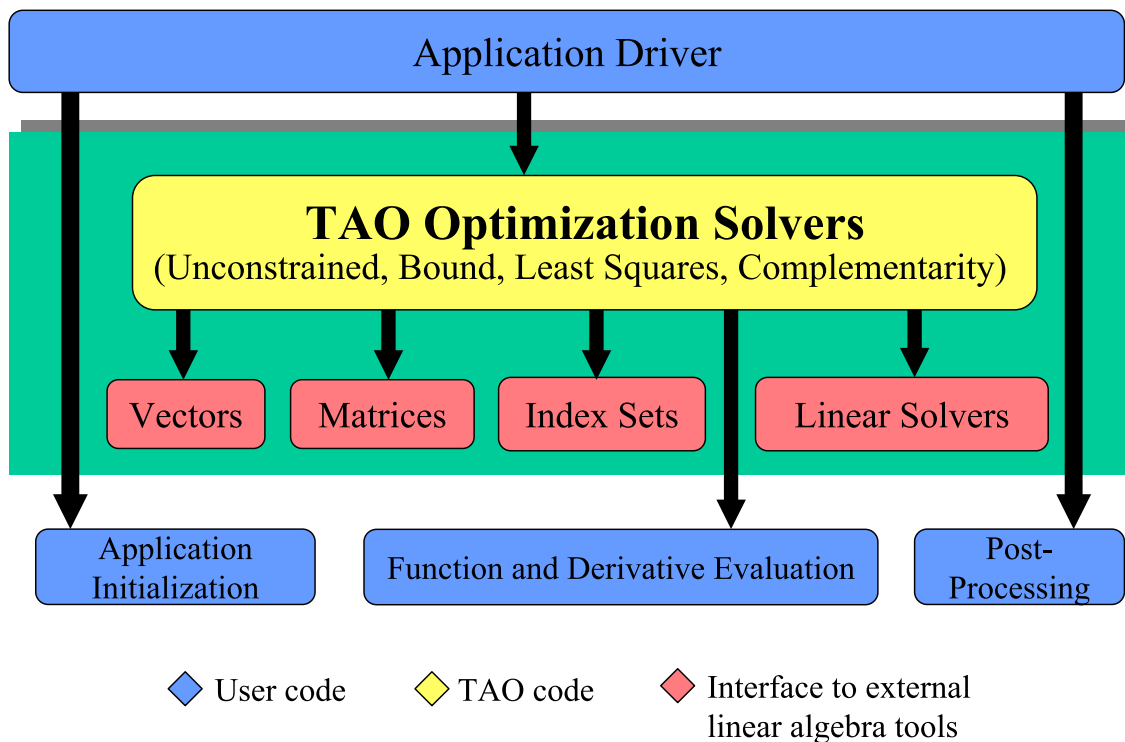 Application Driver
TAO Optimization Solvers
(Unconstrained, Bound, Least Squares, Complementarity)
Vectors
Matrices
Index Sets
Linear Solvers
Application
Initialization
Function and Derivative Evaluation
Post-
Processing
User code
TAO code
Interface to external
linear algebra tools